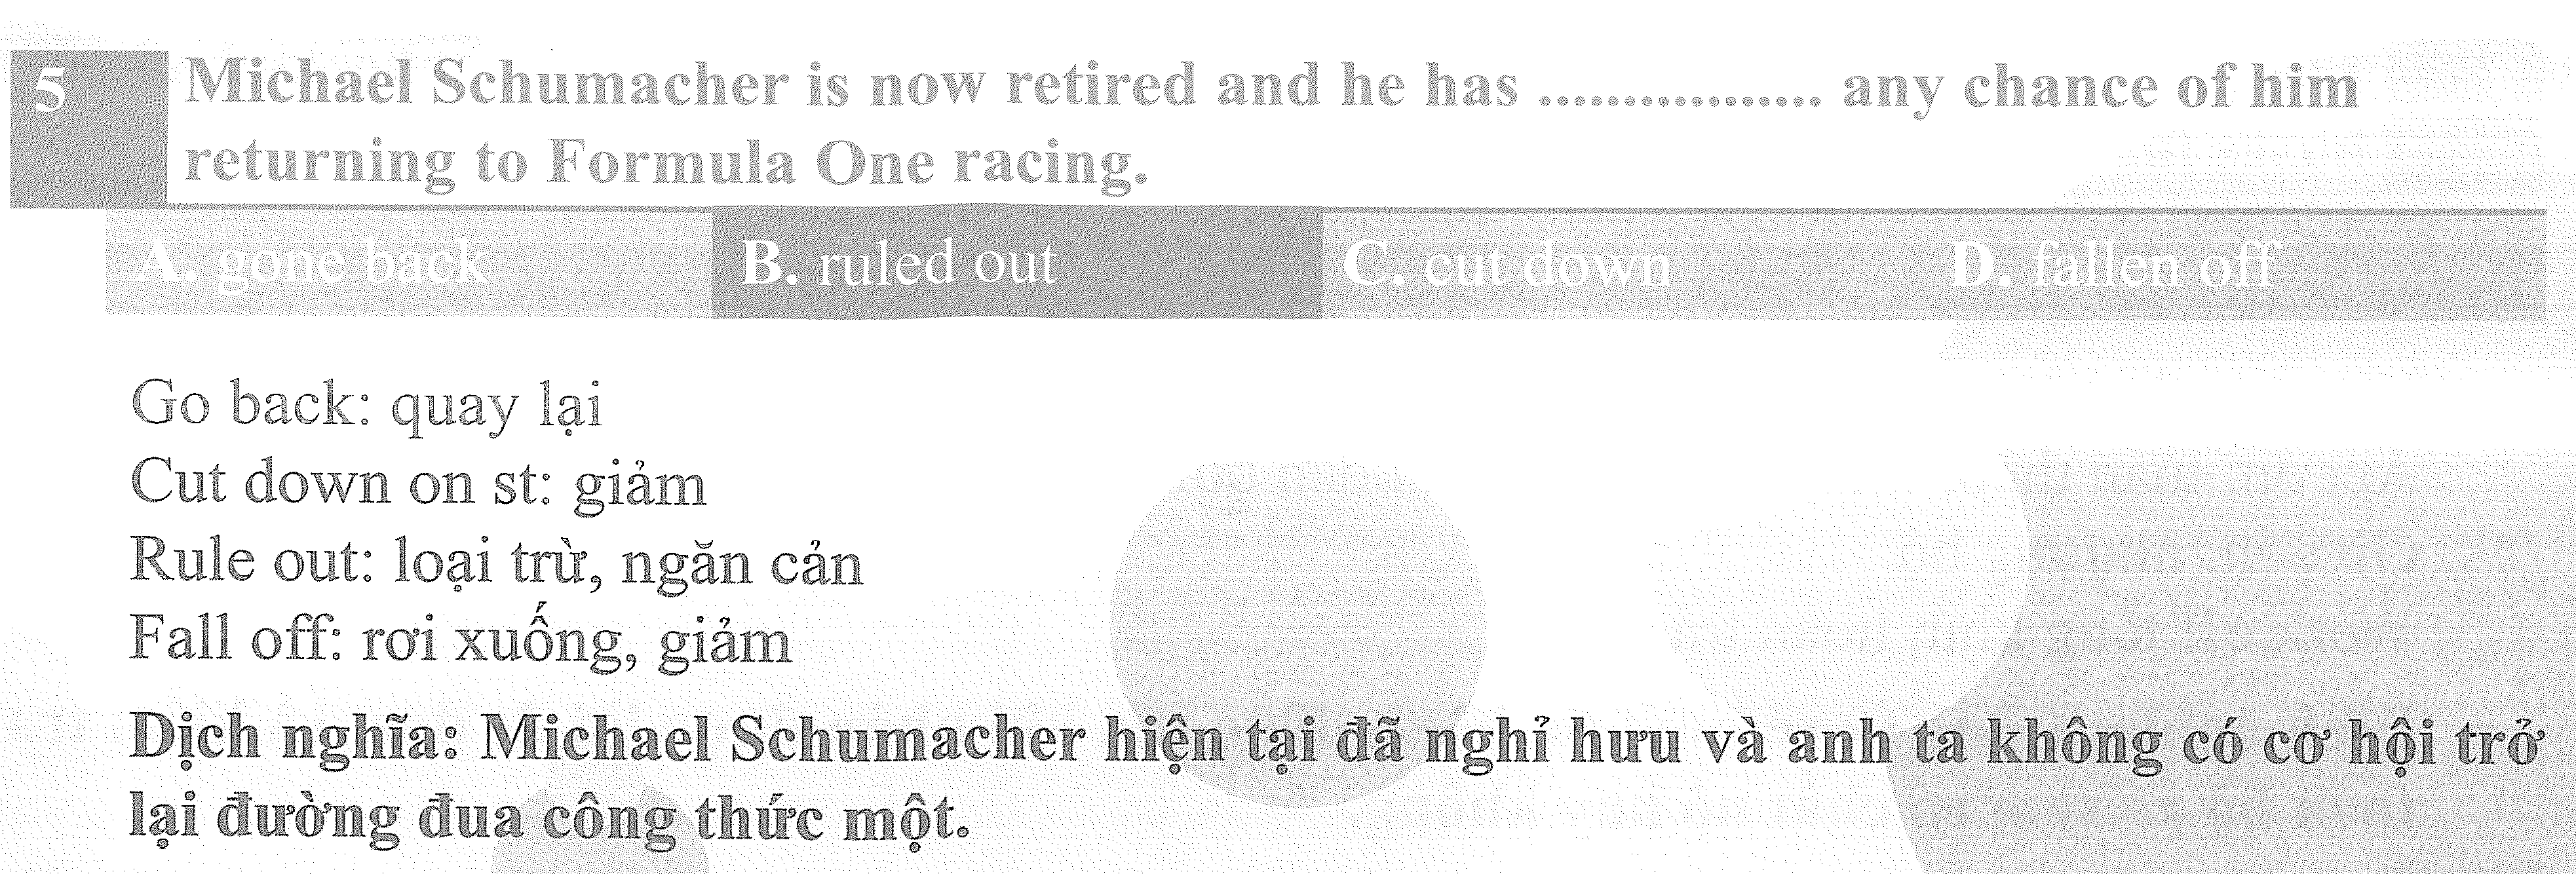 5
Michael Schumacher is now retired and he has ................. any chance of him
returning to Formula One racing.
A. gone back B. ruled out C. cut down D. fallen off
Go back: quay lại
Cut down on st: giảm
Rule out: loại trừ, ngăn cản
Fall off: rơi xuống, giảm
Dịch nghĩa: Michael Schumacher hiện tại đã nghỉ hưu và anh ta không có cơ hội trở
lại đường đua công thức một.